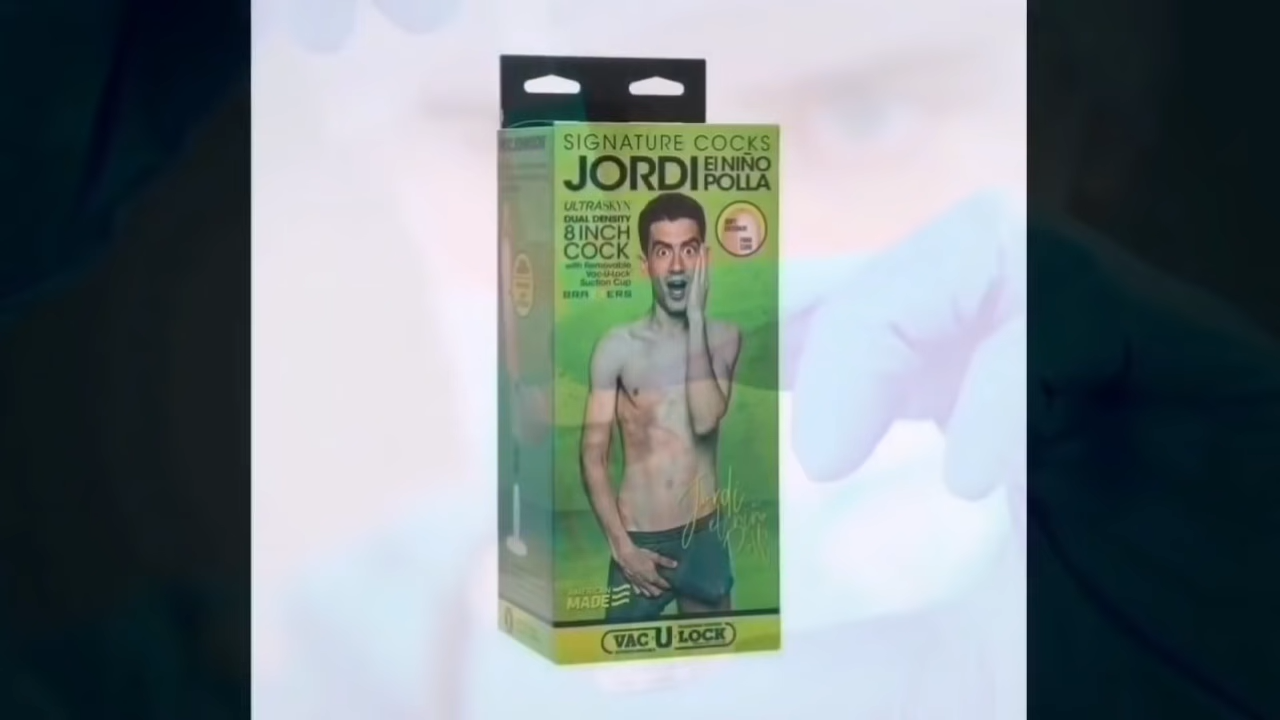 SIGNATURE COCKS
JORDI El NIÑO POLLA
ULTRASKYN
DUAL DENSITY
8 INCH
COCK
with Removable
Vac-U-Lock
Suction Cup
Jordi
AMERICAN
MADE
VAC-U-LOCK